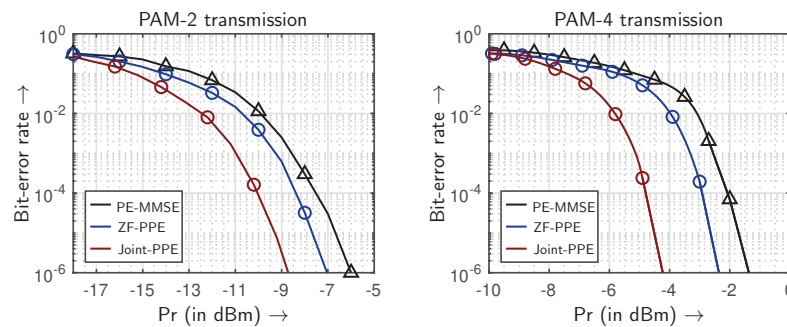 PAM-2 transmission
Bit-error rate →
10^0
10^-2
10^-4
10^-6
PE-MMSE
ZF-PPE
Joint-PPE
-17 -15 -13 -11 -9 -7 -5
Pr (in dBm) →
PAM-4 transmission
Bit-error rate →
10^0
10^-2
10^-4
10^-6
PE-MMSE
ZF-PPE
Joint-PPE
-10 -8 -6 -4 -2 0
Pr (in dBm) →